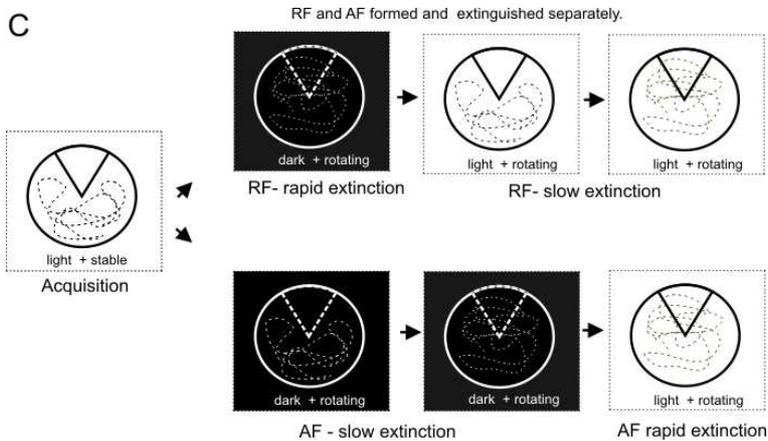 C
RF and AF formed and extinguished separately.
dark + rotating
light + rotating
light + rotating
RF- rapid extinction
RF- slow extinction
light + stable
Acquisition
dark + rotating
dark + rotating
light + rotating
AF - slow extinction
AF rapid extinction